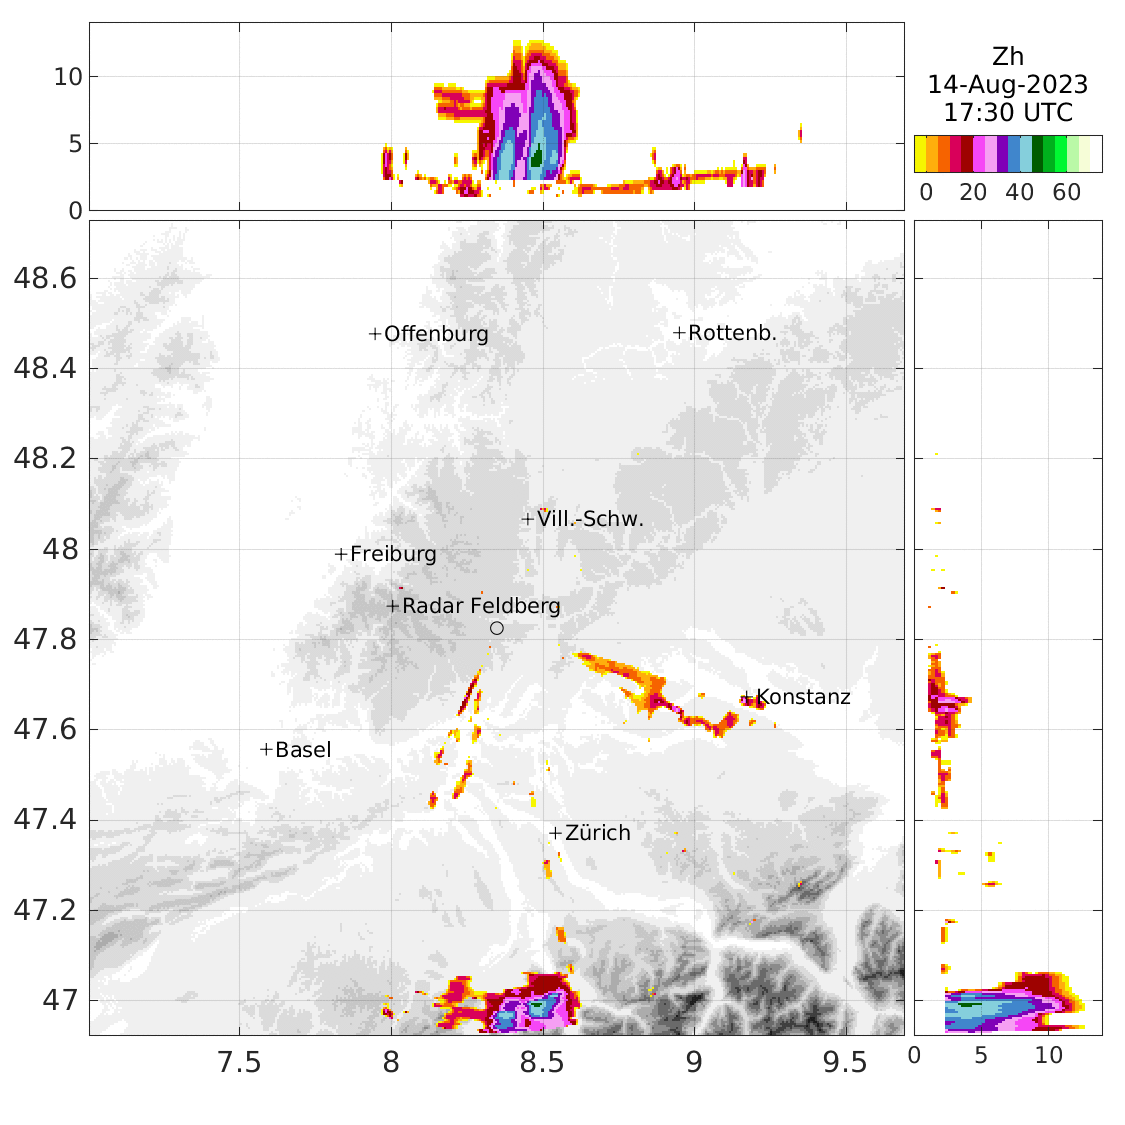 Zh
14-Aug-2023
17:30 UTC
0 20 40 60
10
5
0
48.6
48.4
48.2
48
47.8
47.6
47.4
47.2
47
+Offenburg
+Rottenb.
+Vill.-Schw.
+Freiburg
+Radar Feldberg
+Konstanz
+Basel
+Zürich
7.5 8 8.5 9 9.5
0 5 10